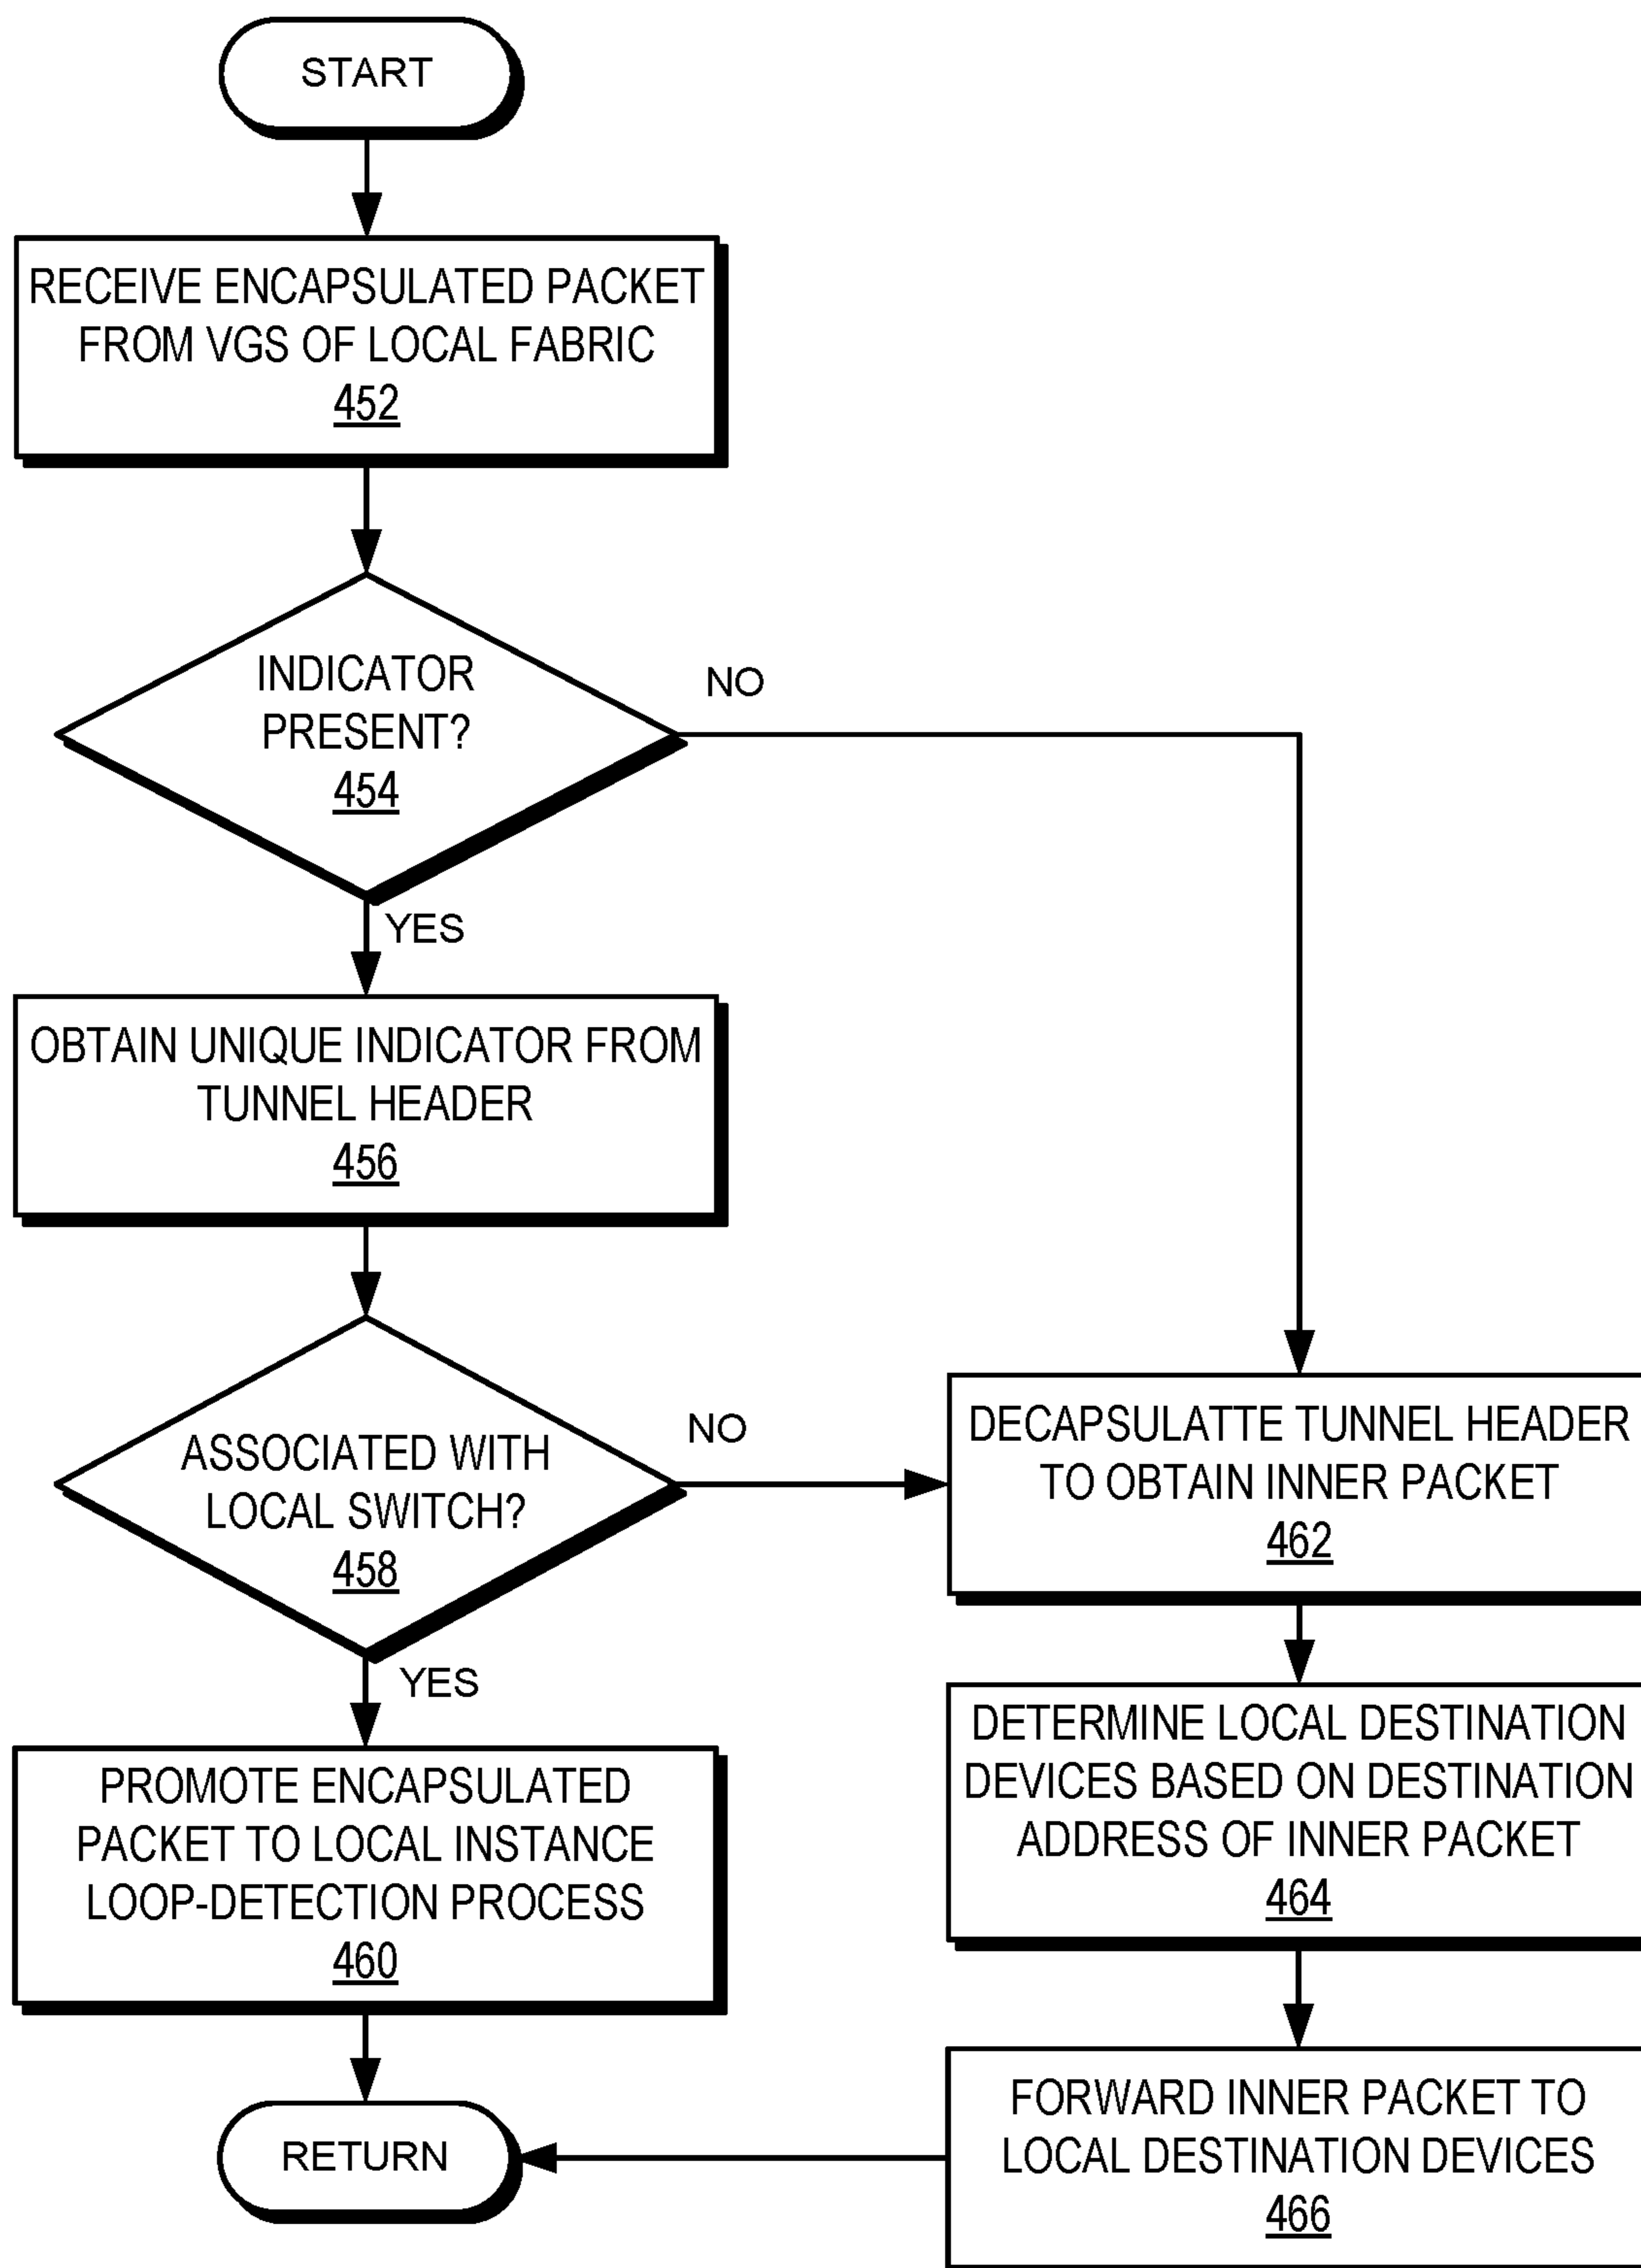 START
RECEIVE ENCAPSULATED PACKET
FROM VGS OF LOCAL FABRIC
452
INDICATOR
PRESENT?
454
NO
YES
OBTAIN UNIQUE INDICATOR FROM
TUNNEL HEADER
456
ASSOCIATED WITH
LOCAL SWITCH?
458
NO
YES
PROMOTE ENCAPSULATED
PACKET TO LOCAL INSTANCE
LOOP-DETECTION PROCESS
460
DECAPSULATTE TUNNEL HEADER
TO OBTAIN INNER PACKET
462
DETERMINE LOCAL DESTINATION
DEVICES BASED ON DESTINATION
ADDRESS OF INNER PACKET
464
FORWARD INNER PACKET TO
LOCAL DESTINATION DEVICES
466
RETURN